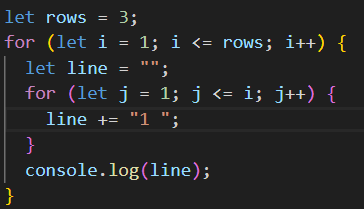 let rows = 3;
for (let i = 1; i <= rows; i++) {
  let line = "";
  for (let j = 1; j <= i; j++) {
    line += "1 ";
  }
  console.log(line);
}